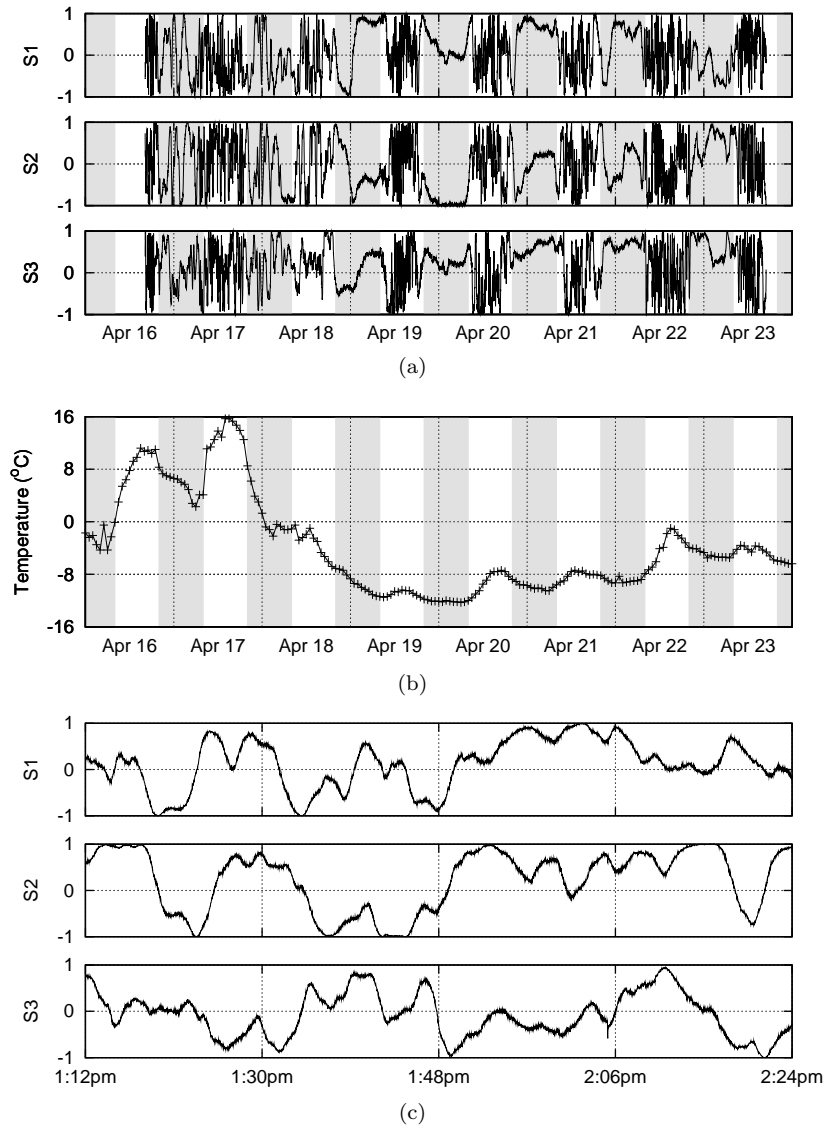 1
S1 0
-1
1
S2 0
-1
1
S3 0
-1
Apr 16 Apr 17 Apr 18 Apr 19 Apr 20 Apr 21 Apr 22 Apr 23
(a)
16
8
Temperature (°C) 0
-8
-16
Apr 16 Apr 17 Apr 18 Apr 19 Apr 20 Apr 21 Apr 22 Apr 23
(b)
1
S1 0
-1
1
S2 0
-1
1
S3 0
-1
1:12pm 1:30pm 1:48pm 2:06pm 2:24pm
(c)